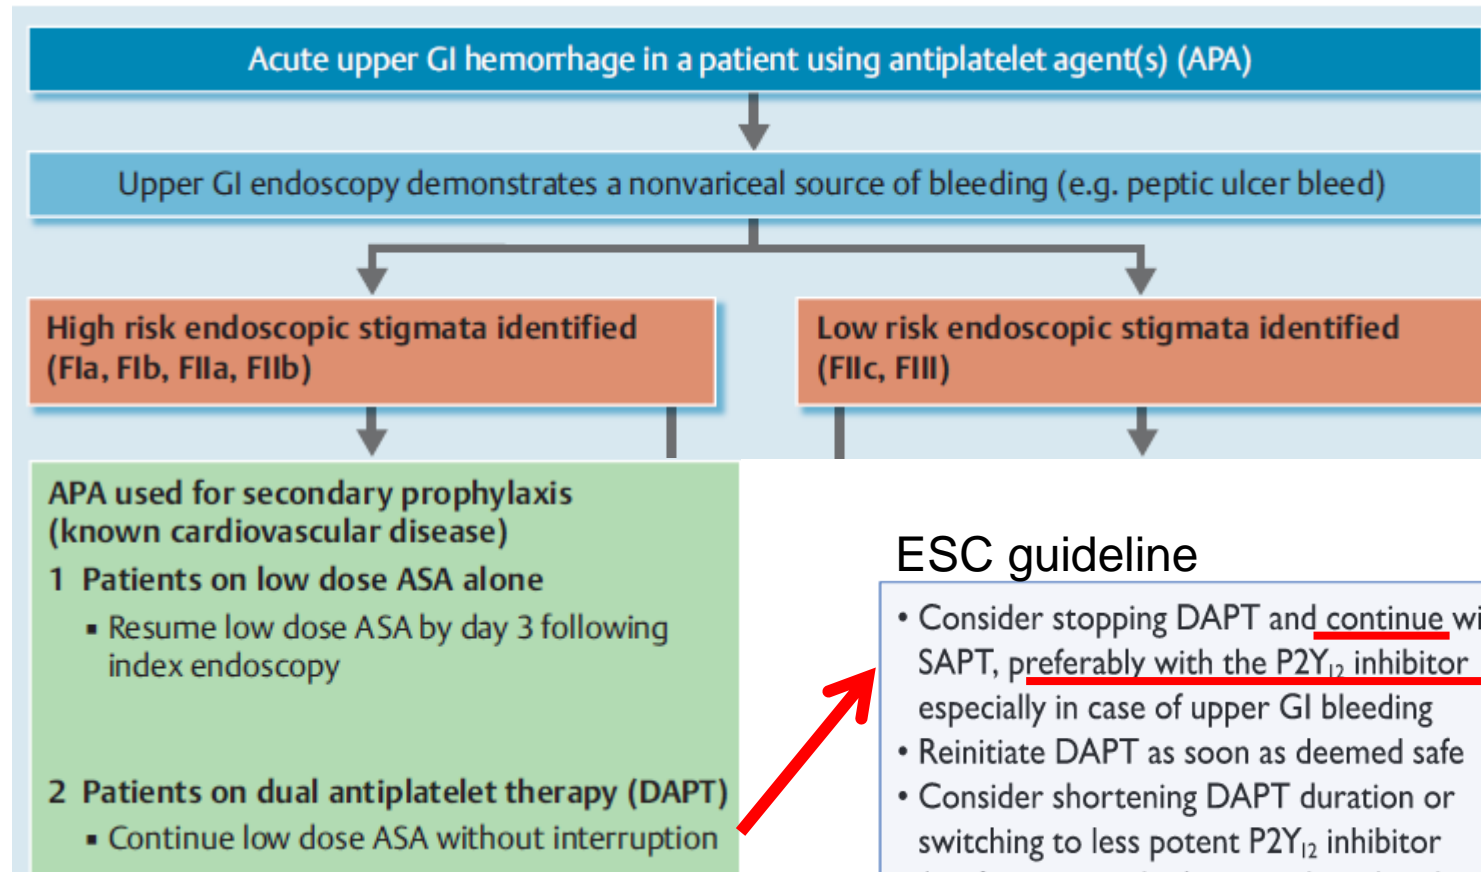 Acute upper GI hemorrhage in a patient using antiplatelet agent(s) (APA)
Upper GI endoscopy demonstrates a nonvariceal source of bleeding (e.g. peptic ulcer bleed)
High risk endoscopic stigmata identified
(FIa, FIb, FIIa, FIIb)
Low risk endoscopic stigmata identified
(FIIc, FIII)
APA used for secondary prophylaxis
(known cardiovascular disease)
1 Patients on low dose ASA alone
▪ Resume low dose ASA by day 3 following
index endoscopy
2 Patients on dual antiplatelet therapy (DAPT)
▪ Continue low dose ASA without interruption
ESC guideline
• Consider stopping DAPT and continue wi
SAPT, preferably with the P2Y₁₂ inhibitor
especially in case of upper GI bleeding
• Reinitiate DAPT as soon as deemed safe
• Consider shortening DAPT duration or
switching to less potent P2Y₁₂ inhibitor